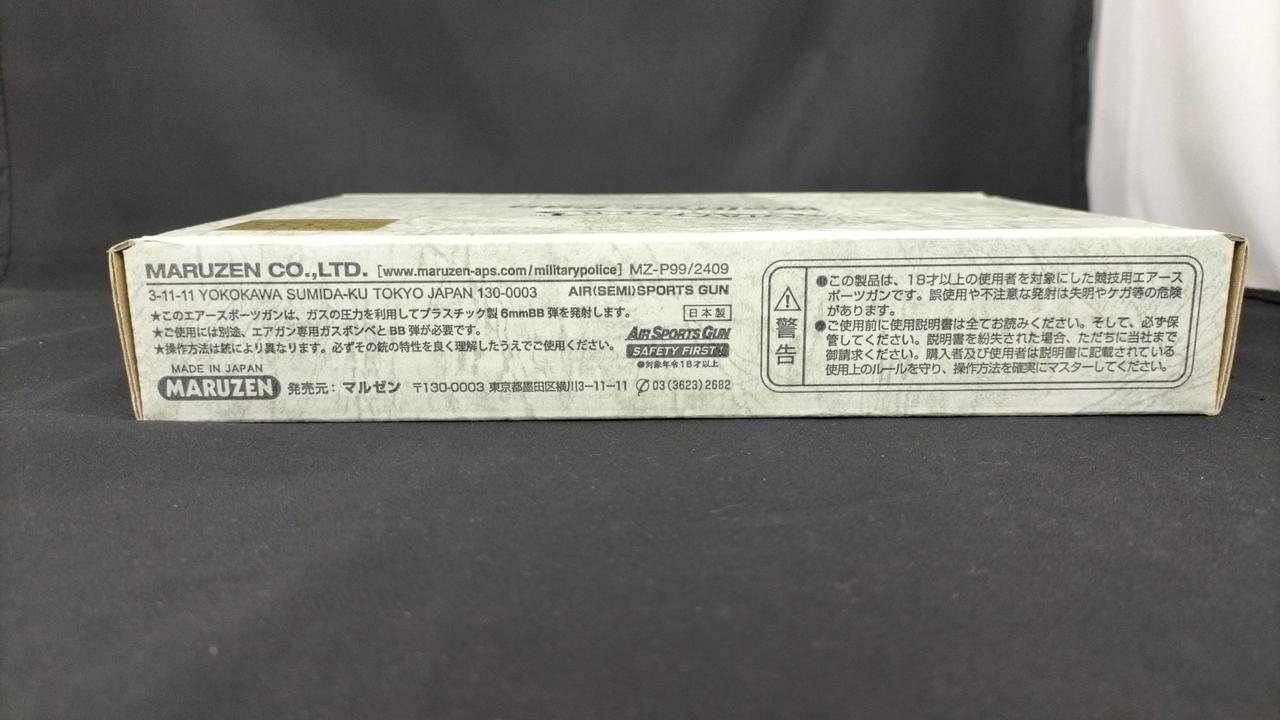 MARUZEN CO.,LTD. [www.maruzen-aps.com/militarypolice] MZ-P99/2409
3-11-11 YOKOKAWA SUMIDA-KU TOKYO JAPAN 130-0003 AIR(SEMI)SPORTS GUN
★このエアースポーツガンは、ガスの圧力を利用してプラスチック製6mmBB弾を発射します。
日本製
★ご使用には別途、エアガン専用ガスボンベとBB弾が必要です。
★操作方法は銃により異なります。必ずその銃の特性を良く理解したうえでご使用ください。
AIR SPORTS GUN
SAFETY FIRST!
●対象年令18才以上
MADE IN JAPAN
MARUZEN 発売元:マルゼン 〒130-0003 東京都墨田区横川3-11-11 03(3623)2682
警告
❶この製品は、18才以上の使用者を対象にした競技用エアース
ポーツガンです。誤使用や不注意な発射は失明やケガ等の危険
があります。
❷ご使用前に使用説明書は全てお読みください。そして、必ず保
管してください。説明書を紛失された場合、ただちに当社まで
御請求ください。購入者及び使用者は説明書に記載されている
使用上のルールを守り、操作方法を確実にマスターしてください。